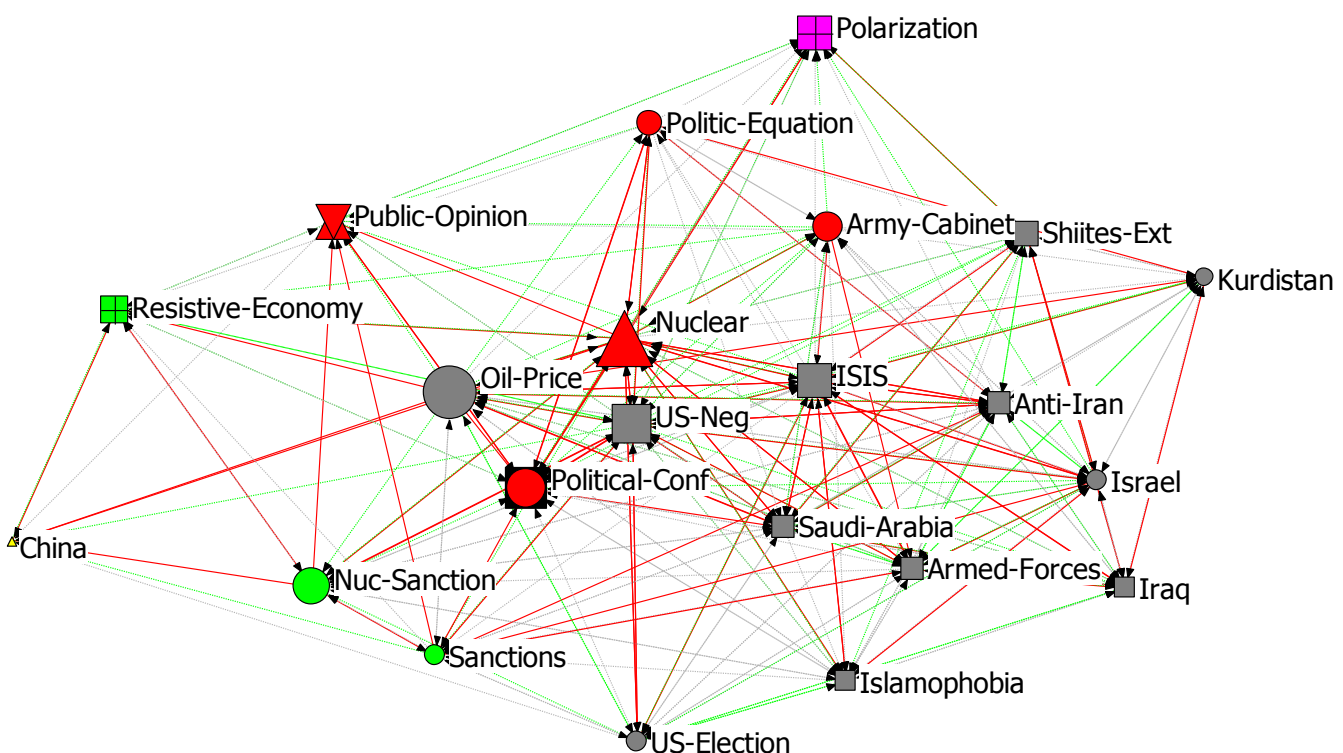 Polarization
Politic-Equation
Public-Opinion
Army-Cabinet
Shiites-Ext
Kurdistan
Resistive-Economy
Nuclear
Oil-Price
ISIS
US-Neg
Anti-Iran
Political-Conf
Israel
Saudi-Arabia
China
Nuc-Sanction
Armed-Forces
Iraq
Sanctions
Islamophobia
US-Election